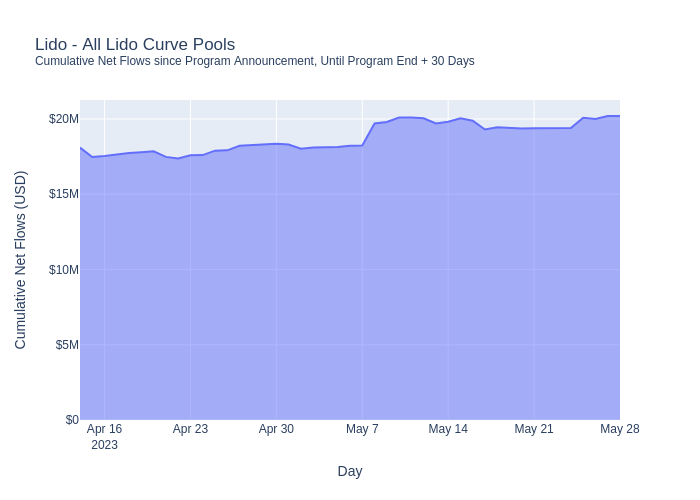 Lido - All Lido Curve Pools
Cumulative Net Flows since Program Announcement, Until Program End + 30 Days
Cumulative Net Flows (USD)
$20M
$15M
$10M
$5M
$0
Apr 16
2023
Apr 23
Apr 30
May 7
May 14
May 21
May 28
Day